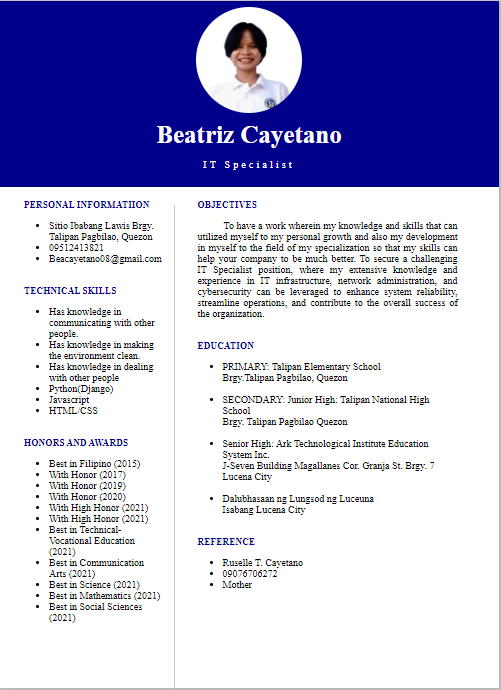 Beatriz Cayetano
IT Specialist
PERSONAL INFORMATIION
Sitio Ibabang Lawis Brgy.
Talipan Pagbilao, Quezon
09512413821
Beacayetano08@gmail.com
TECHNICAL SKILLS
Has knowledge in
communicating with other
people.
Has knowledge in making
the environment clean.
Has knowledge in dealing
with other people
Python(Django)
Javascript
HTML/CSS
HONORS AND AWARDS
Best in Filipino (2015)
With Honor (2017)
With Honor (2019)
With Honor (2020)
With High Honor (2021)
With High Honor (2021)
Best in Technical-
Vocational Education
(2021)
Best in Communication
Arts (2021)
Best in Science (2021)
Best in Mathematics (2021)
Best in Social Sciences
(2021)
OBJECTIVES
To have a work wherein my knowledge and skills that can
utilized myself to my personal growth and also my development
in myself to the field of my specialization so that my skills can
help your company to be much better. To secure a challenging
IT Specialist position, where my extensive knowledge and
experience in IT infrastructure, network administration, and
cybersecurity can be leveraged to enhance system reliability,
streamline operations, and contribute to the overall success of
the organization.
EDUCATION
PRIMARY: Talipan Elementary School
Brgy.Talipan Pagbilao, Quezon
SECONDARY: Junior High: Talipan National High
School
Brgy. Talipan Pagbilao Quezon
Senior High: Ark Technological Institute Education
System Inc.
J-Seven Building Magallanes Cor. Granja St. Brgy. 7
Lucena City
Dalubhasaan ng Lungsod ng Luceuna
Isabang Lucena City
REFERENCE
Ruselle T. Cayetano
09076706272
Mother